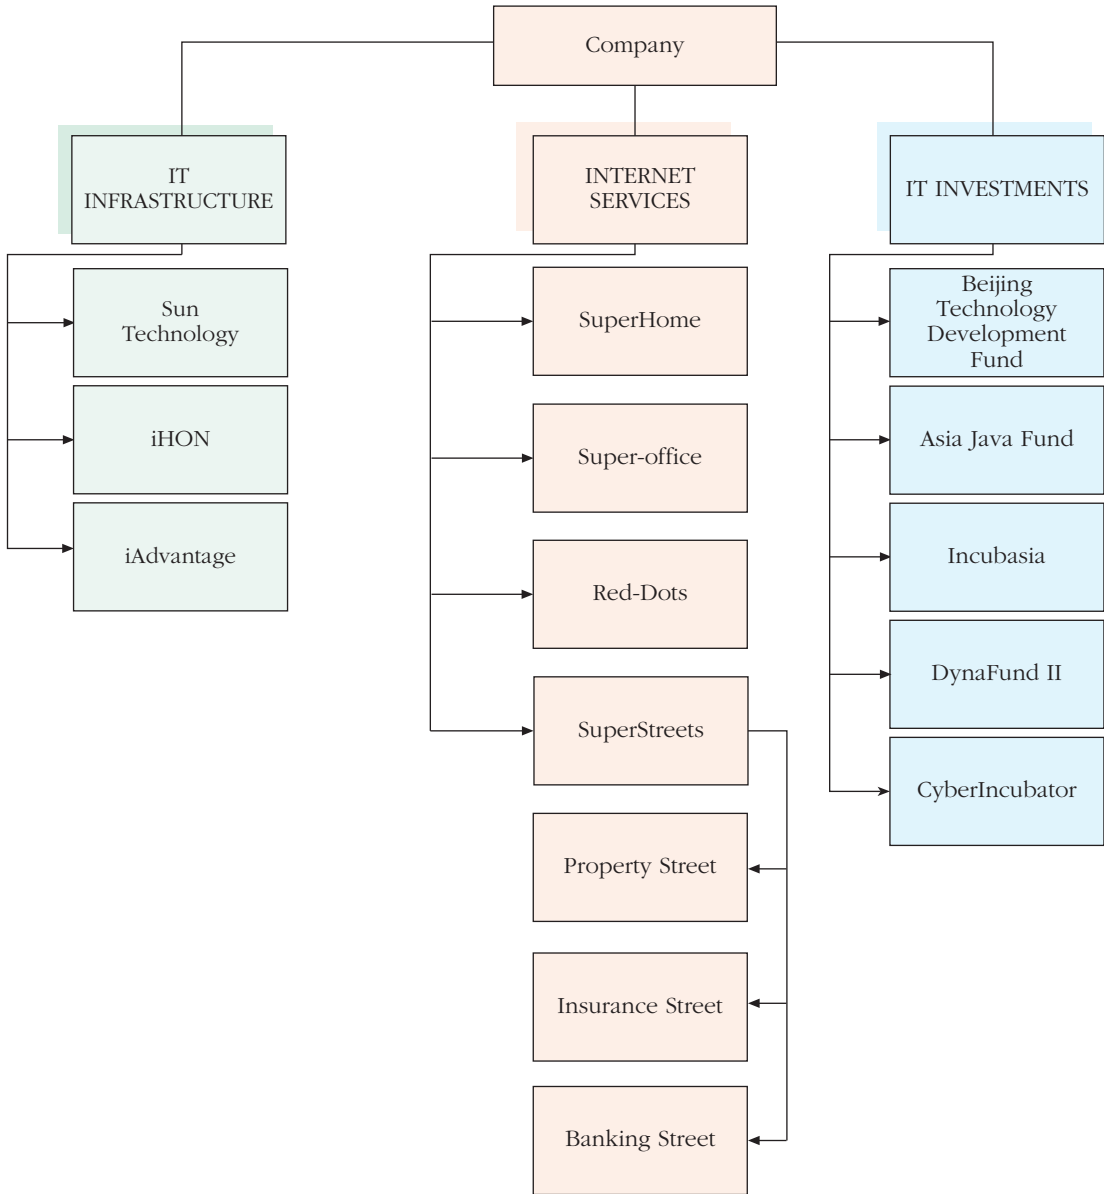 Company
IT
INFRASTRUCTURE
Sun
Technology
iHON
iAdvantage
INTERNET
SERVICES
SuperHome
Super-office
Red-Dots
SuperStreets
Property Street
Insurance Street
Banking Street
IT INVESTMENTS
Beijing
Technology
Development
Fund
Asia Java Fund
Incubasia
DynaFund II
CyberIncubator